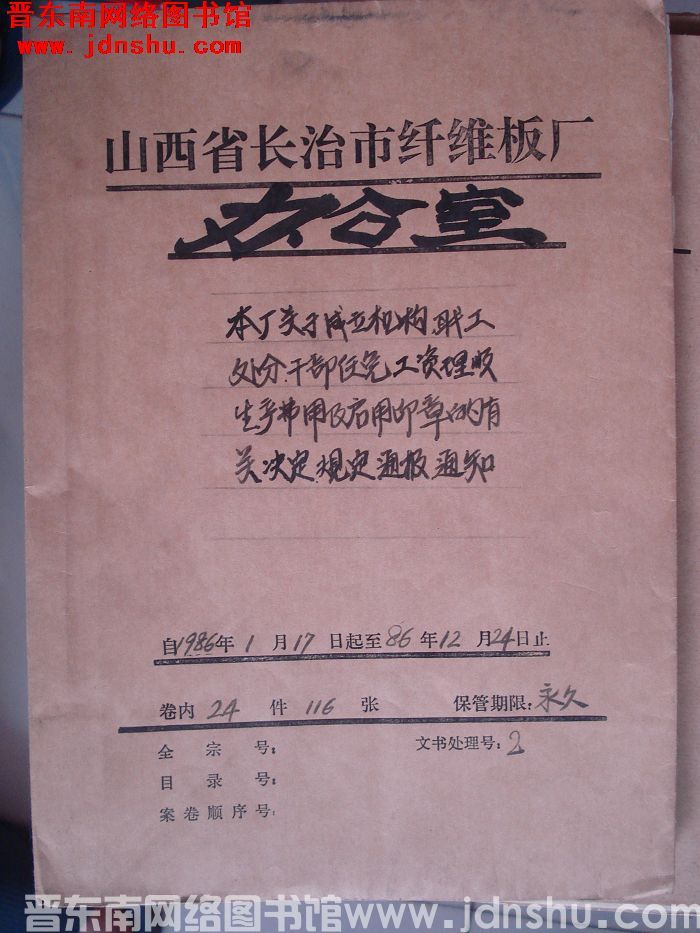 晋东南网络图书馆
www.jdnshu.com
山西省长治市纤维板厂
办公室
本厂关于成立机构.职工
处分.干部任免工资理顺
生产费用及启用印章的有
关决定.规定通报通知
自1986年1月17日起至86年12月24日止
卷内24件116张 保管期限:永久
全宗号: 文书处理号:2
目录号:
案卷顺序号:
晋东南网络图书馆www.jdnshu.com